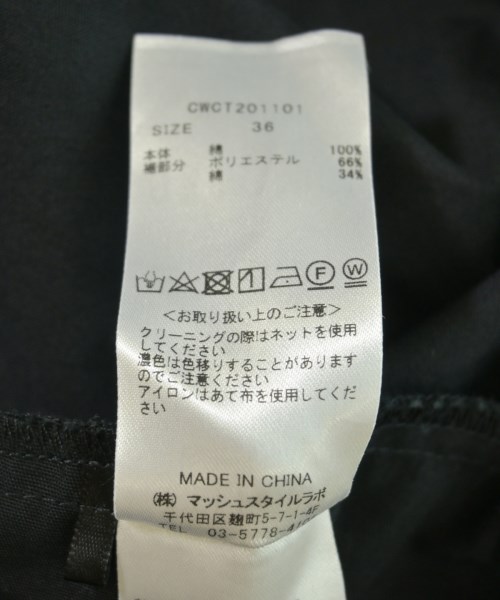 CWCT201101
SIZE 36
本体 綿 100%
裾部分 ポリエステル 66%
綿 34%
F W
<お取り扱い上のご注意>
クリーニングの際はネットを使用
してください
濃色は色移りすることがあります
のでご注意ください
アイロンはあて布を使用してくだ
さい
MADE IN CHINA
(株) マッシュスタイルラボ
千代田区麹町5-7-1-4F
TEL 03-5778-4